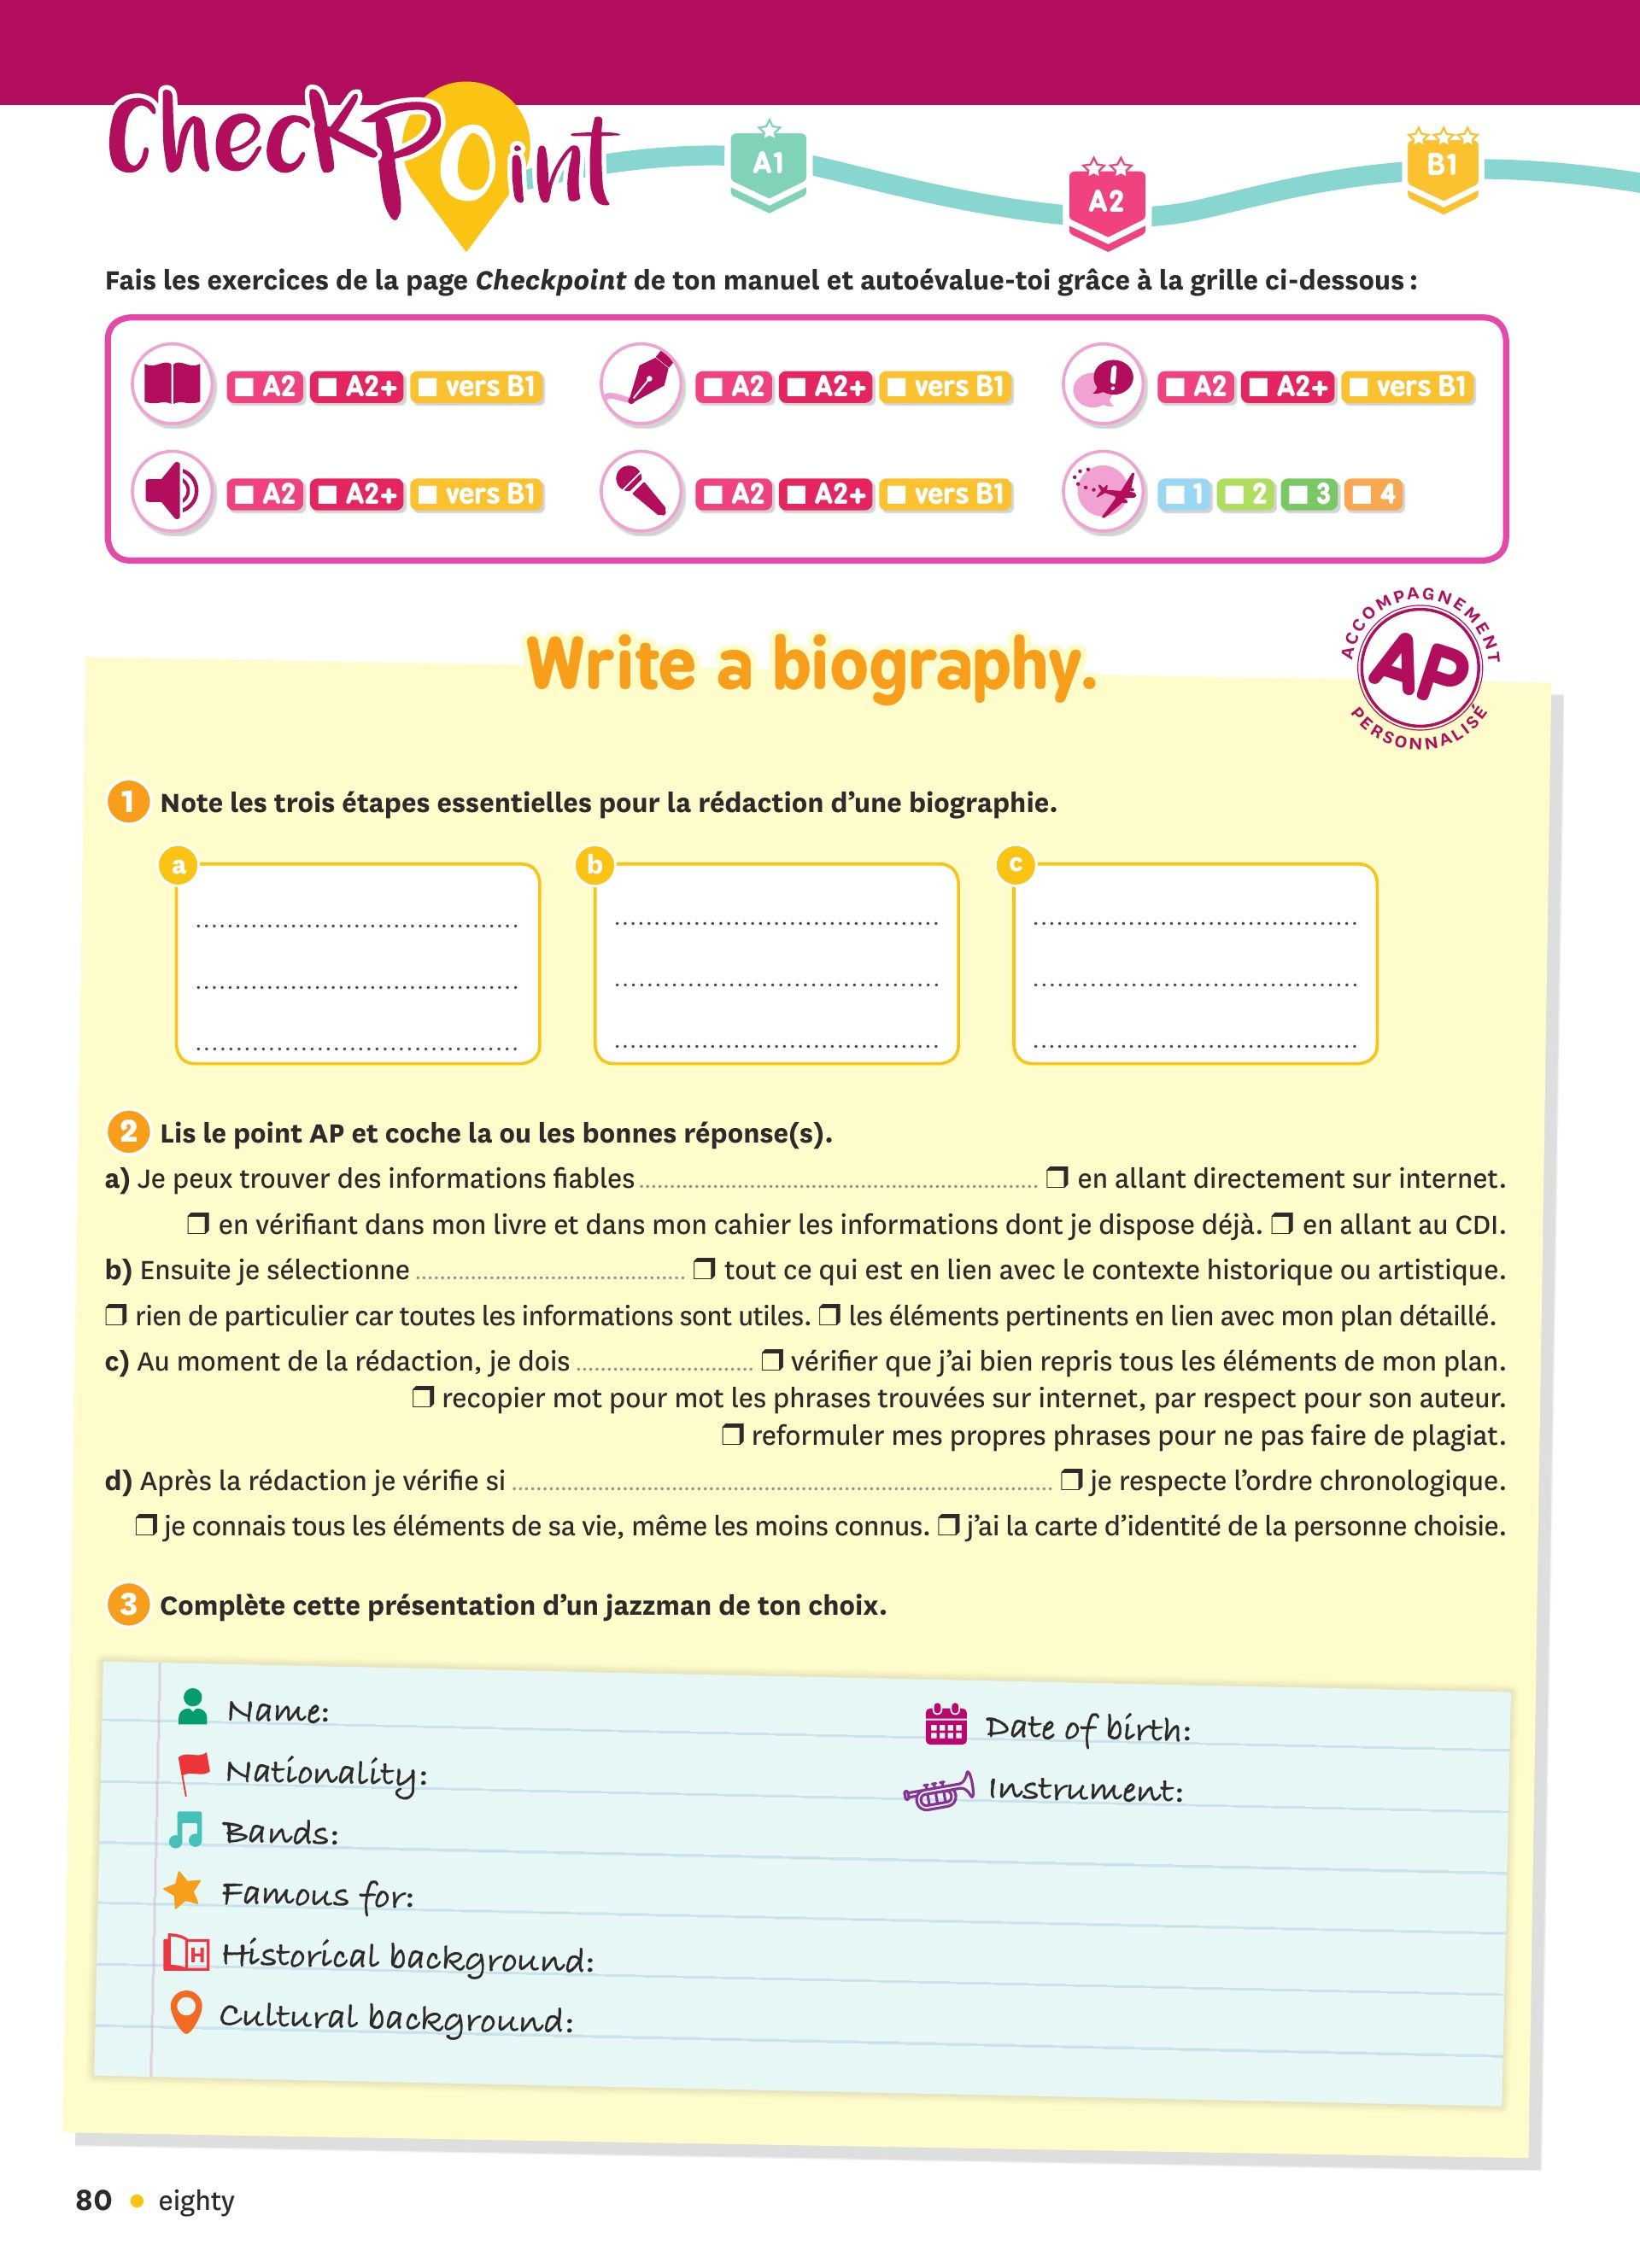 CheckPoint
A1
A2
B1
Fais les exercices de la page Checkpoint de ton manuel et autoévalue-toi grâce à la grille ci-dessous :
A2 A2+ vers B1
A2 A2+ vers B1
! A2 A2+ vers B1
A2 A2+ vers B1
A2 A2+ vers B1
1 2 3 4
ACCOMPAGNEMENT
AP
PERSONNALISÉ
Write a biography.
1 Note les trois étapes essentielles pour la rédaction d’une biographie.
a
b
c
2 Lis le point AP et coche la ou les bonnes réponse(s).
a) Je peux trouver des informations fiables ........ ❐ en allant directement sur internet.
❐ en vérifiant dans mon livre et dans mon cahier les informations dont je dispose déjà. ❐ en allant au CDI.
b) Ensuite je sélectionne ........ ❐ tout ce qui est en lien avec le contexte historique ou artistique.
❐ rien de particulier car toutes les informations sont utiles. ❐ les éléments pertinents en lien avec mon plan détaillé.
c) Au moment de la rédaction, je dois ........ ❐ vérifier que j’ai bien repris tous les éléments de mon plan.
❐ recopier mot pour mot les phrases trouvées sur internet, par respect pour son auteur.
❐ reformuler mes propres phrases pour ne pas faire de plagiat.
d) Après la rédaction je vérifie si ........ ❐ je respecte l’ordre chronologique.
❐ je connais tous les éléments de sa vie, même les moins connus. ❐ j’ai la carte d’identité de la personne choisie.
3 Complète cette présentation d’un jazzman de ton choix.
Name:
Date of birth:
Nationality:
Instrument:
Bands:
Famous for:
H Historical background:
Cultural background:
80 • eighty